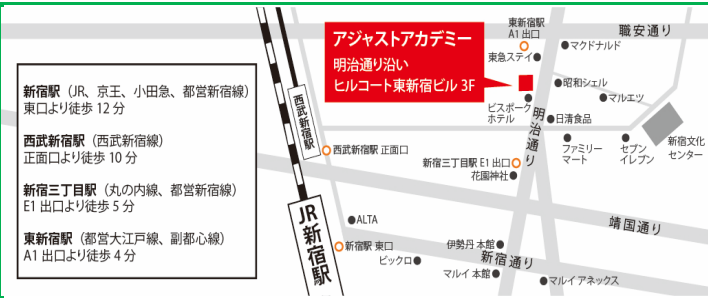 新宿駅（JR、京王、小田急、都営新宿線）
東口より徒歩 12 分
西武新宿駅（西武新宿線）
正面口より徒歩 10 分
新宿三丁目駅（丸の内線、都営新宿線）
E1 出口より徒歩 5 分
東新宿駅（都営大江戸線、副都心線）
A1 出口より徒歩 4 分
アジャストアカデミー
明治通り沿い
ヒルコート東新宿ビル 3F
東新宿駅
A1 出口
東急ステイ
職安通り
マクドナルド
昭和シェル
マルエツ
ビスポーク
ホテル
日清食品
明治通り
ファミリー
マート
セブン
イレブン
新宿文化
センター
西武新宿駅
西武新宿駅 正面口
新宿三丁目駅 E1 出口
花園神社
靖国通り
JR新宿駅
ALTA
新宿駅 東口
ビックロ
伊勢丹 本館
新宿通り
マルイ 本館
マルイ アネックス